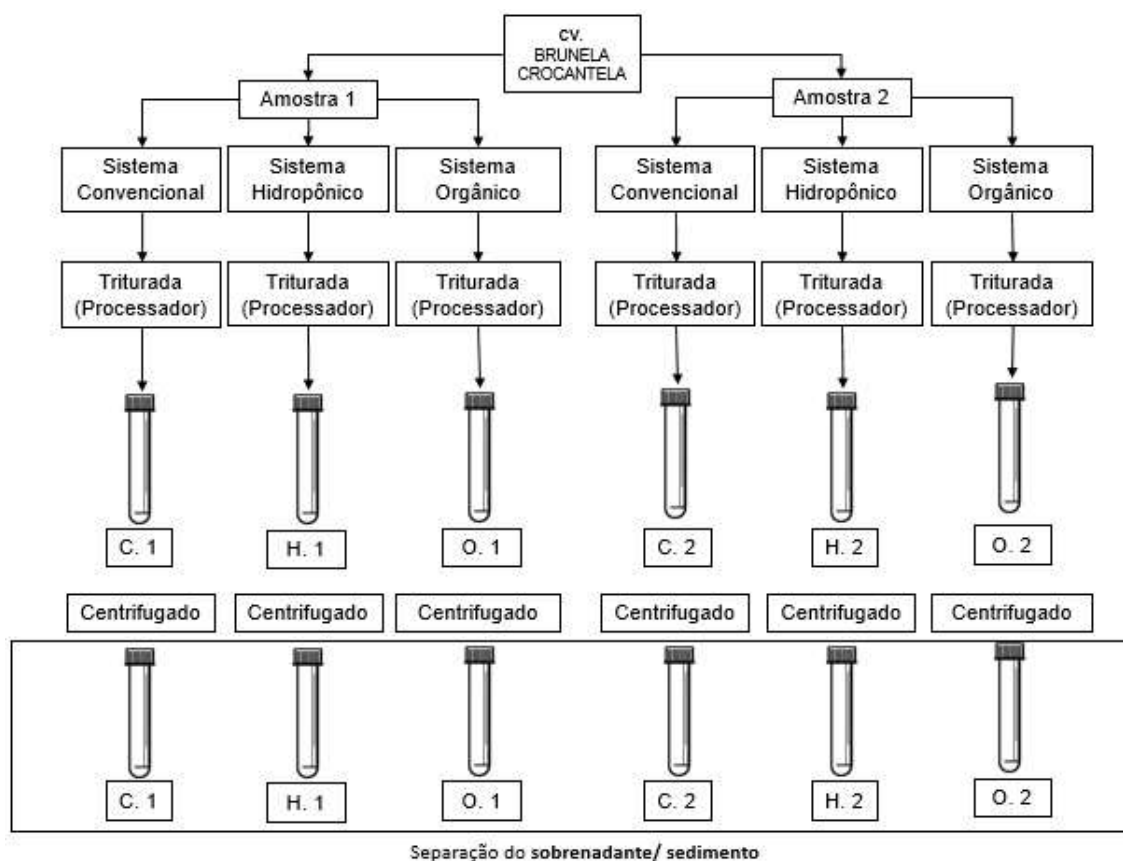 cv.
BRUNELA
CROCANTELA
Amostra 1
Amostra 2
Sistema
Convencional
Sistema
Hidropônico
Sistema
Orgânico
Sistema
Convencional
Sistema
Hidropônico
Sistema
Orgânico
Triturada
(Processador)
Triturada
(Processador)
Triturada
(Processador)
Triturada
(Processador)
Triturada
(Processador)
Triturada
(Processador)
C. 1
H. 1
O. 1
C. 2
H. 2
O. 2
Centrifugado
Centrifugado
Centrifugado
Centrifugado
Centrifugado
Centrifugado
C. 1
H. 1
O. 1
C. 2
H. 2
O. 2
Separação do sobrenadante/ sedimento